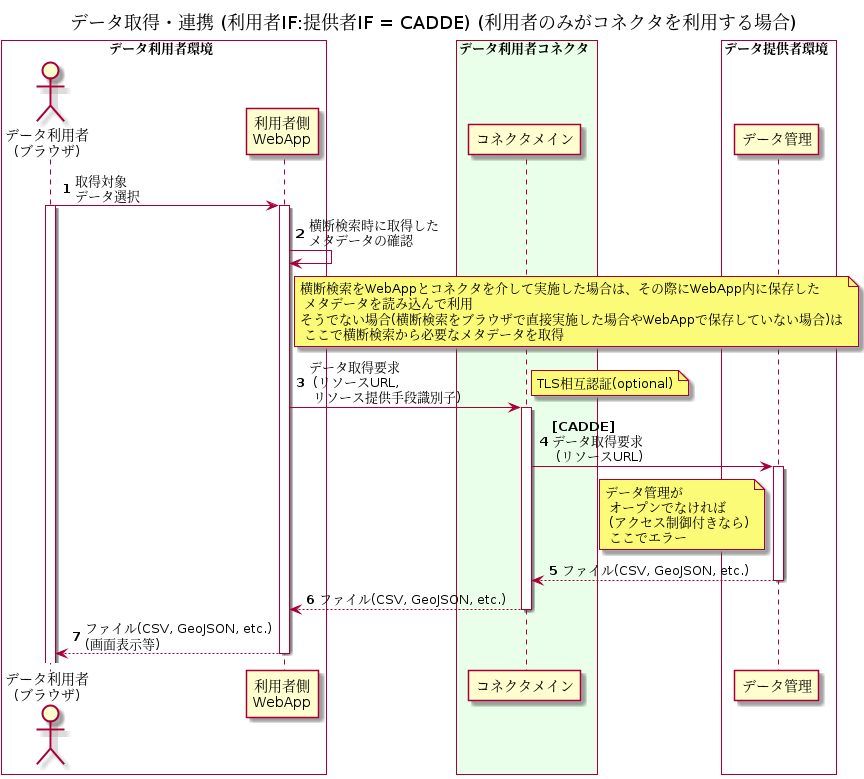 データ取得・連携 (利用者IF:提供者IF = CADDE) (利用者のみがコネクタを利用する場合)
データ利用者環境
データ利用者コネクタ
データ提供者環境
データ利用者
(ブラウザ)
利用者側
WebApp
コネクタメイン
データ管理
1 取得対象
データ選択
2 横断検索時に取得した
メタデータの確認
横断検索をWebAppとコネクタを介して実施した場合は、その際にWebApp内に保存した
メタデータを読み込んで利用
そうでない場合(横断検索をブラウザで直接実施した場合やWebAppで保存していない場合)は
ここで横断検索から必要なメタデータを取得
データ取得要求
3 (リソースURL,
リソース提供手段識別子)
TLS相互認証(optional)
[CADDE]
4 データ取得要求
(リソースURL)
データ管理が
オープンでなければ
(アクセス制御付きなら)
ここでエラー
5 ファイル(CSV, GeoJSON, etc.)
6 ファイル(CSV, GeoJSON, etc.)
7 ファイル(CSV, GeoJSON, etc.)
(画面表示等)
データ利用者
(ブラウザ)
利用者側
WebApp
コネクタメイン
データ管理